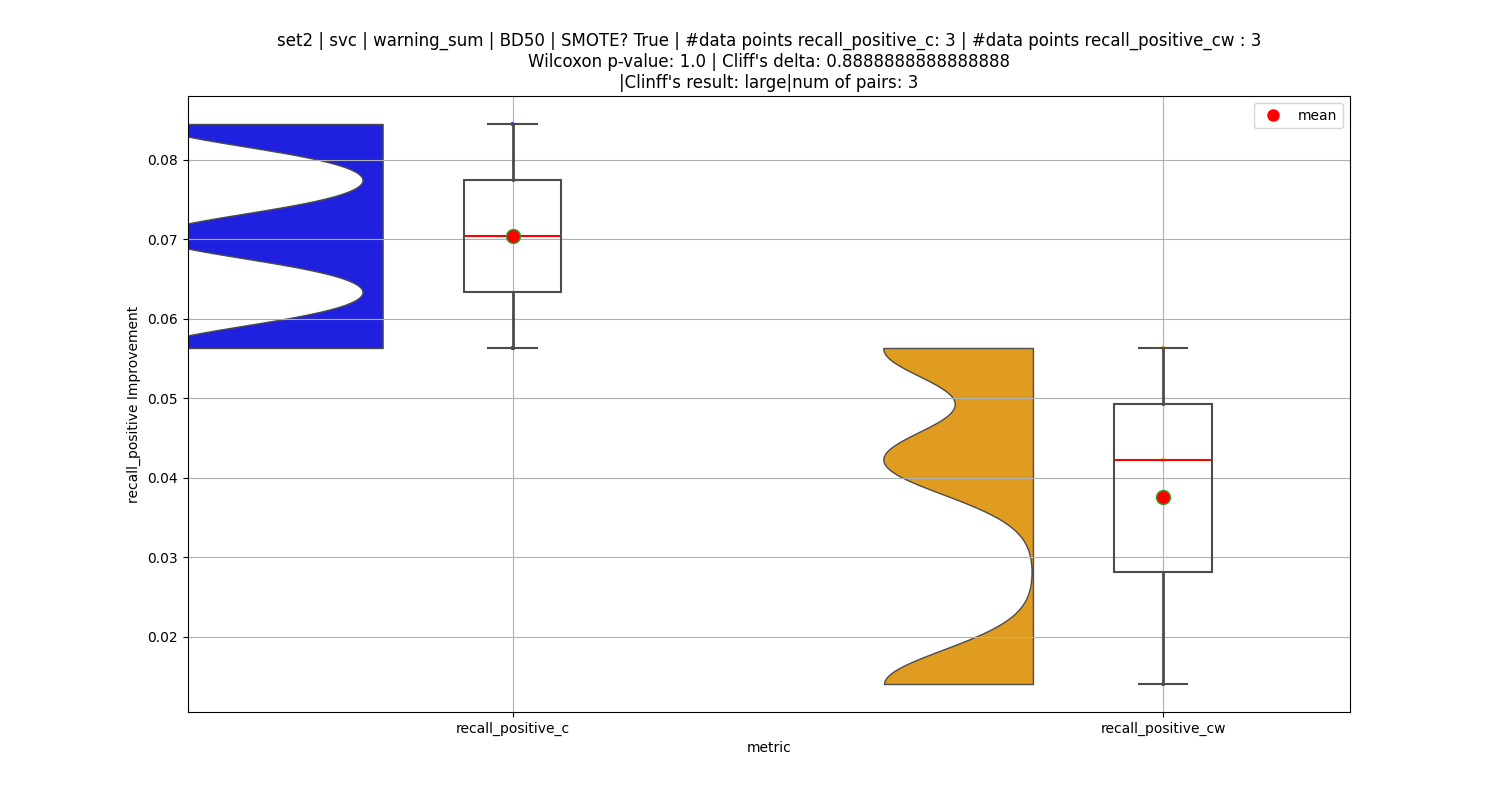 set2 | svc | warning_sum | BD50 | SMOTE? True | #data points recall_positive_c: 3 | #data points recall_positive_cw : 3
Wilcoxon p-value: 1.0 | Cliff's delta: 0.8888888888888888
|Clinff's result: large|num of pairs: 3
mean
0.08
0.07
0.06
0.05
0.04
0.03
0.02
recall_positive Improvement
recall_positive_c
recall_positive_cw
metric